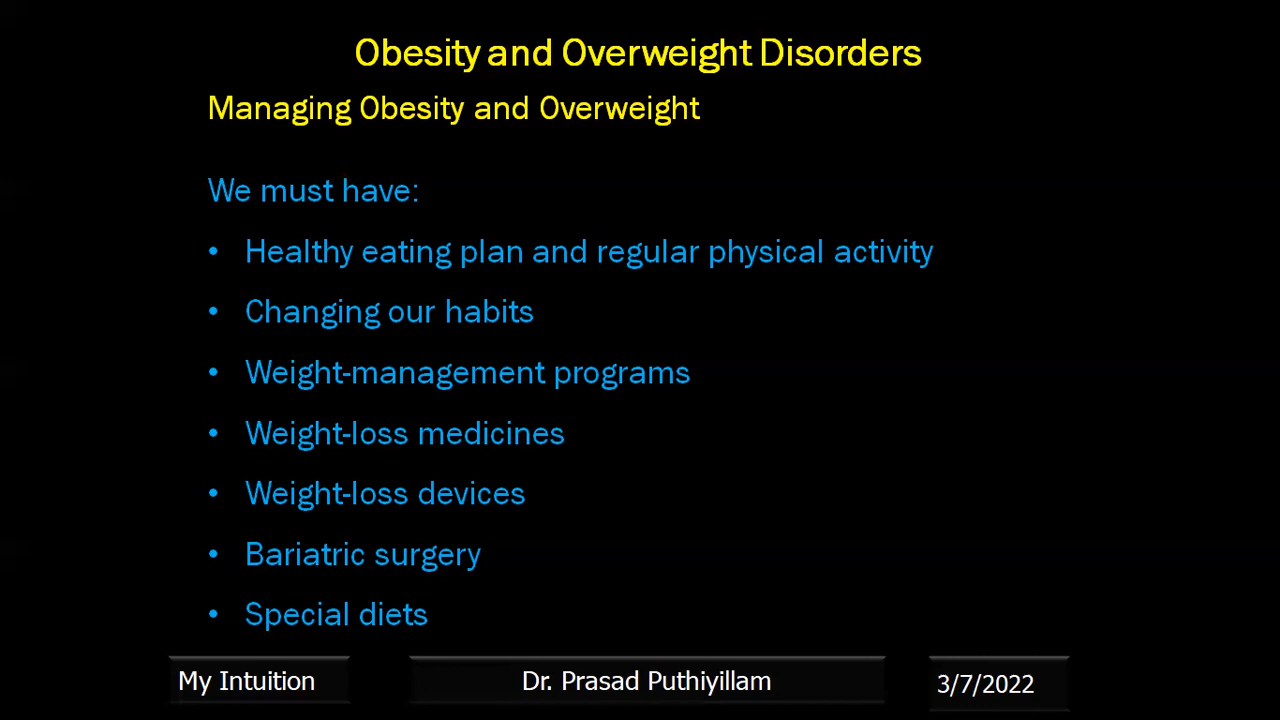 Obesity and Overweight Disorders
Managing Obesity and Overweight
We must have:
• Healthy eating plan and regular physical activity
• Changing our habits
• Weight-management programs
• Weight-loss medicines
• Weight-loss devices
• Bariatric surgery
• Special diets
My Intuition
Dr. Prasad Puthiyillam
3/7/2022